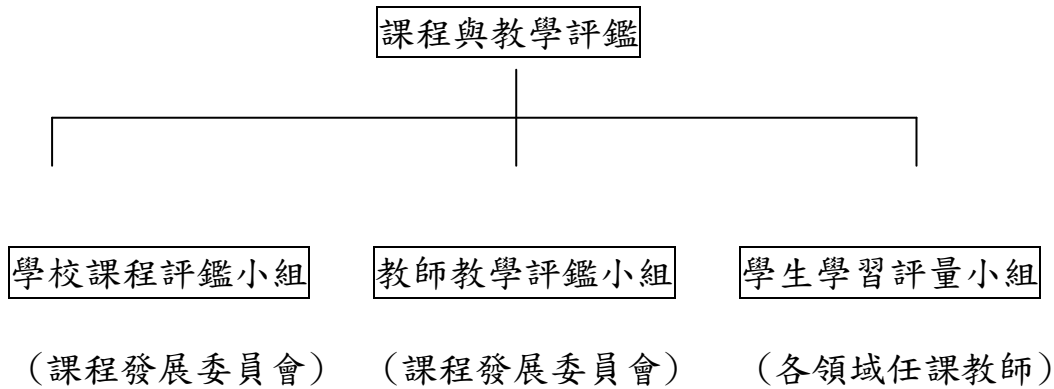 課程與教學評鑑
學校課程評鑑小組 教師教學評鑑小組 學生學習評量小組
（課程發展委員會） （課程發展委員會） （各領域任課教師）